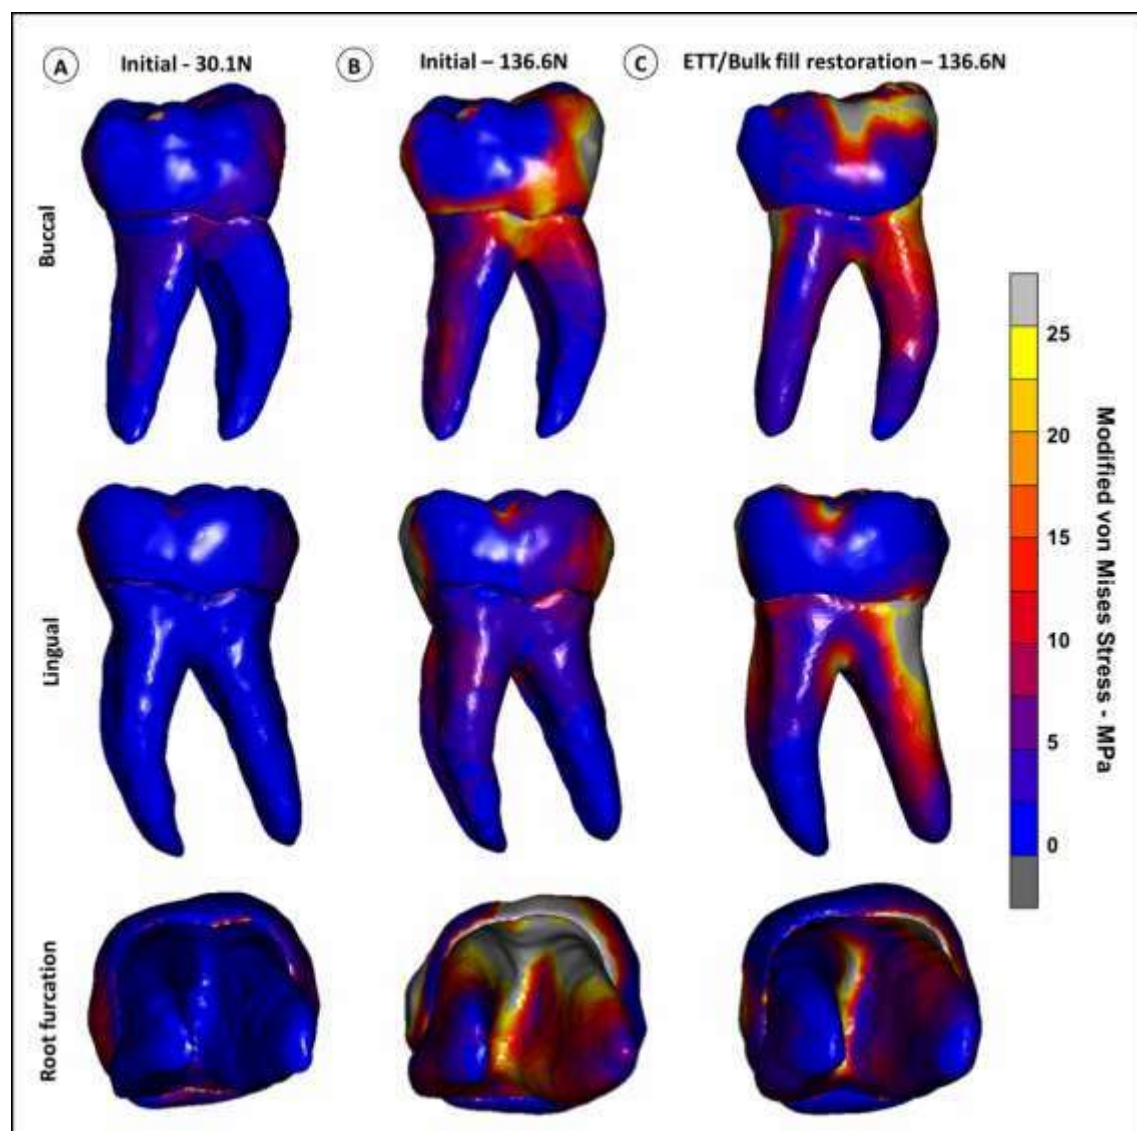 A Initial - 30.1N B Initial – 136.6N C ETT/Bulk fill restoration – 136.6N
Buccal
Lingual
Root furcation
25
20
15
10
5
0
Modified von Mises Stress - MPa